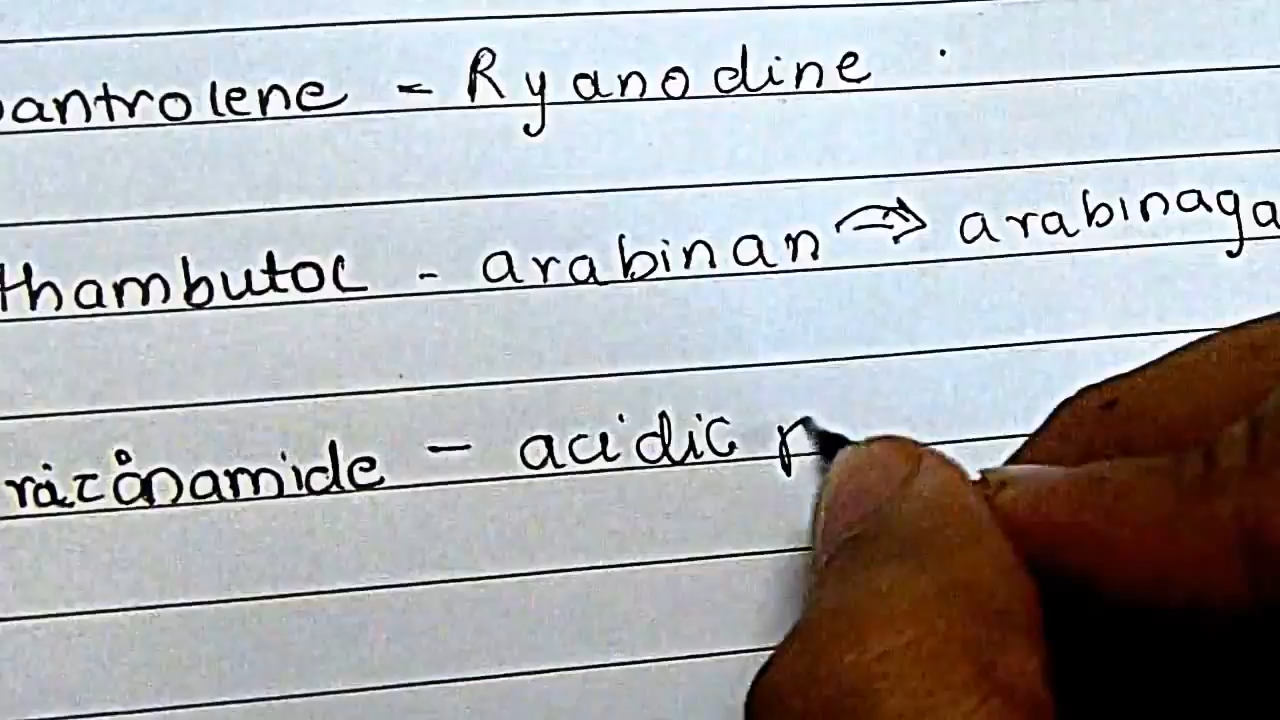 antrolene - Ryanodine .
thambutol - arabinan ⇒ arabinaga
razinamide - acidic